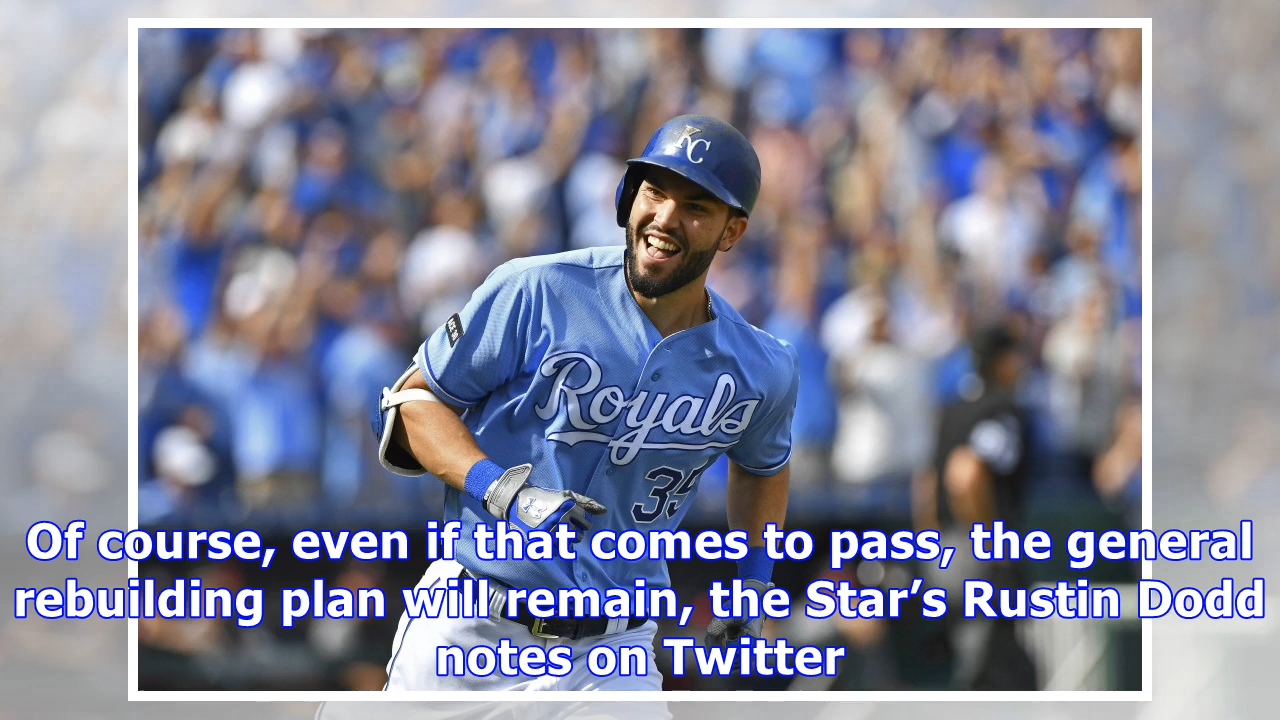 KC
Royals
35
Of course, even if that comes to pass, the general
rebuilding plan will remain, the Star’s Rustin Dodd
notes on Twitter